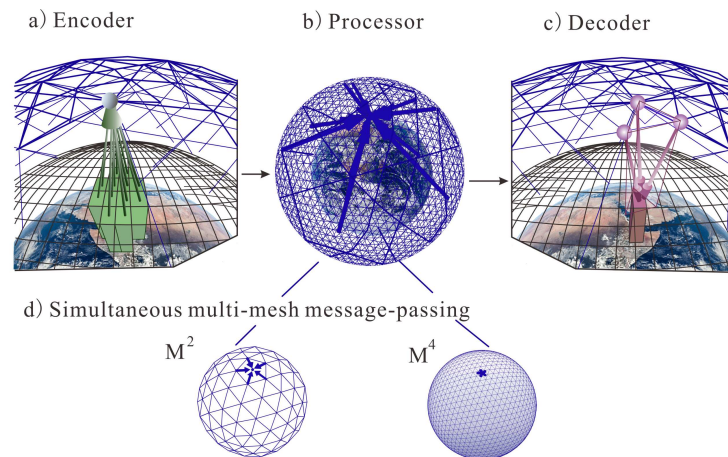 a) Encoder
b) Processor
c) Decoder
d) Simultaneous multi-mesh message-passing
M²
M⁴